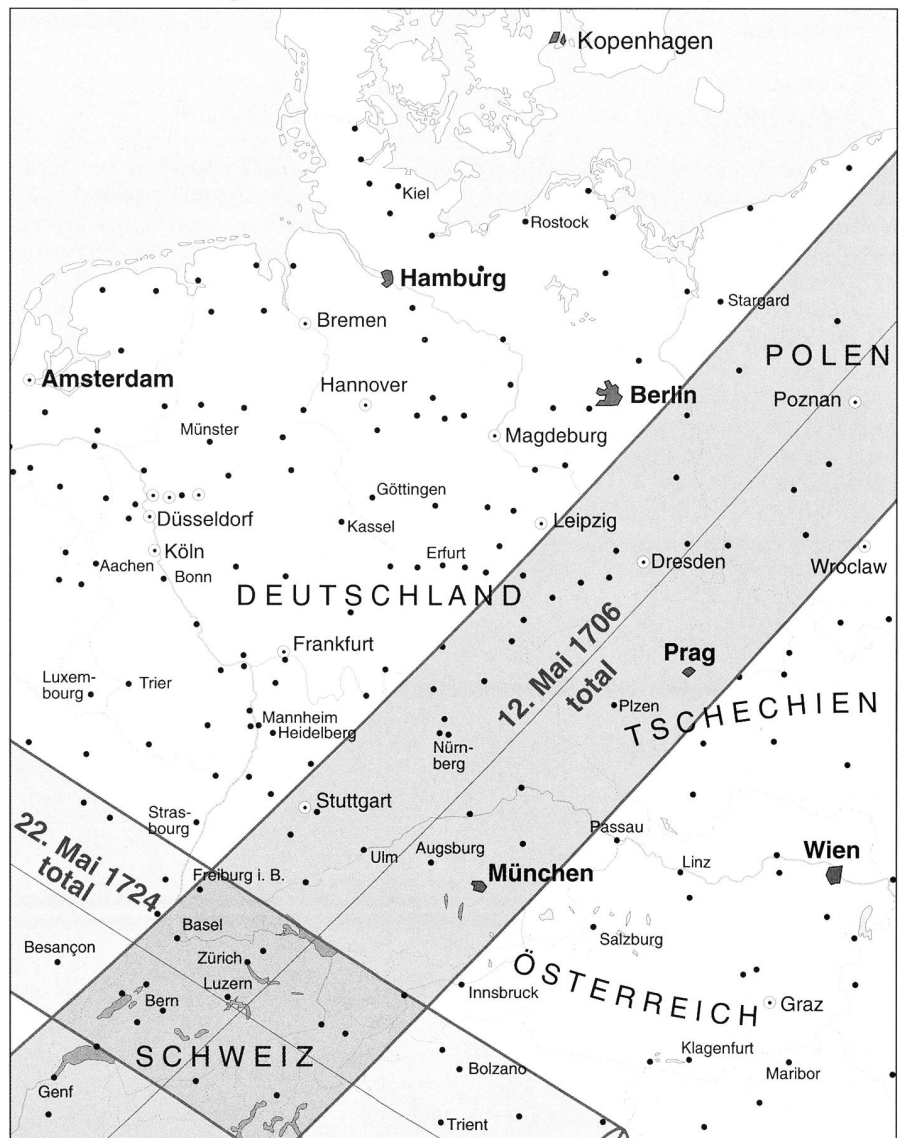 Kopenhagen
Kiel
Rostock
Hamburg
Stargard
Bremen
POLEN
Amsterdam
Hannover
Berlin
Poznan
Münster
Magdeburg
Göttingen
Düsseldorf
Kassel
Leipzig
Köln
Erfurt
Aachen
Bonn
Dresden
Wroclaw
DEUTSCHLAND
12. Mai 1706
total
Frankfurt
Prag
Luxem-
bourg
Trier
Plzen
TSCHECHIEN
Mannheim
Heidelberg
Nürn-
berg
Stuttgart
Stras-
bourg
22. Mai 1724
total
Ulm
Augsburg
Passau
Linz
Wien
Freiburg i. B.
München
Basel
Salzburg
Besançon
Zürich
Luzern
Bern
Innsbruck
ÖSTERREICH
Graz
SCHWEIZ
Klagenfurt
Bolzano
Maribor
Genf
Trient